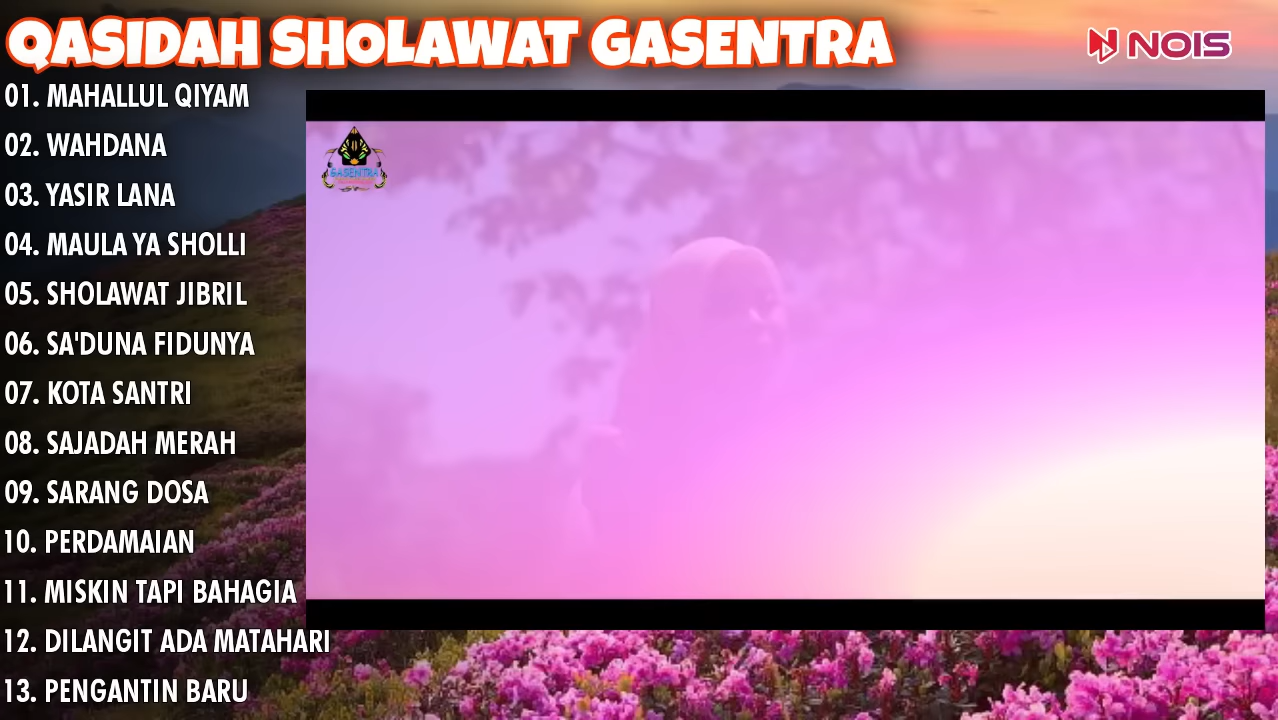 QASIDAH SHOLAWAT GASENTRA
NOIS
01. MAHALLUL QIYAM
02. WAHDANA
03. YASIR LANA
04. MAULA YA SHOLLI
05. SHOLAWAT JIBRIL
06. SA'DUNA FIDUNYA
07. KOTA SANTRI
08. SAJADAH MERAH
09. SARANG DOSA
10. PERDAMAIAN
11. MISKIN TAPI BAHAGIA
12. DILANGIT ADA MATAHARI
13. PENGANTIN BARU
GASENTRA